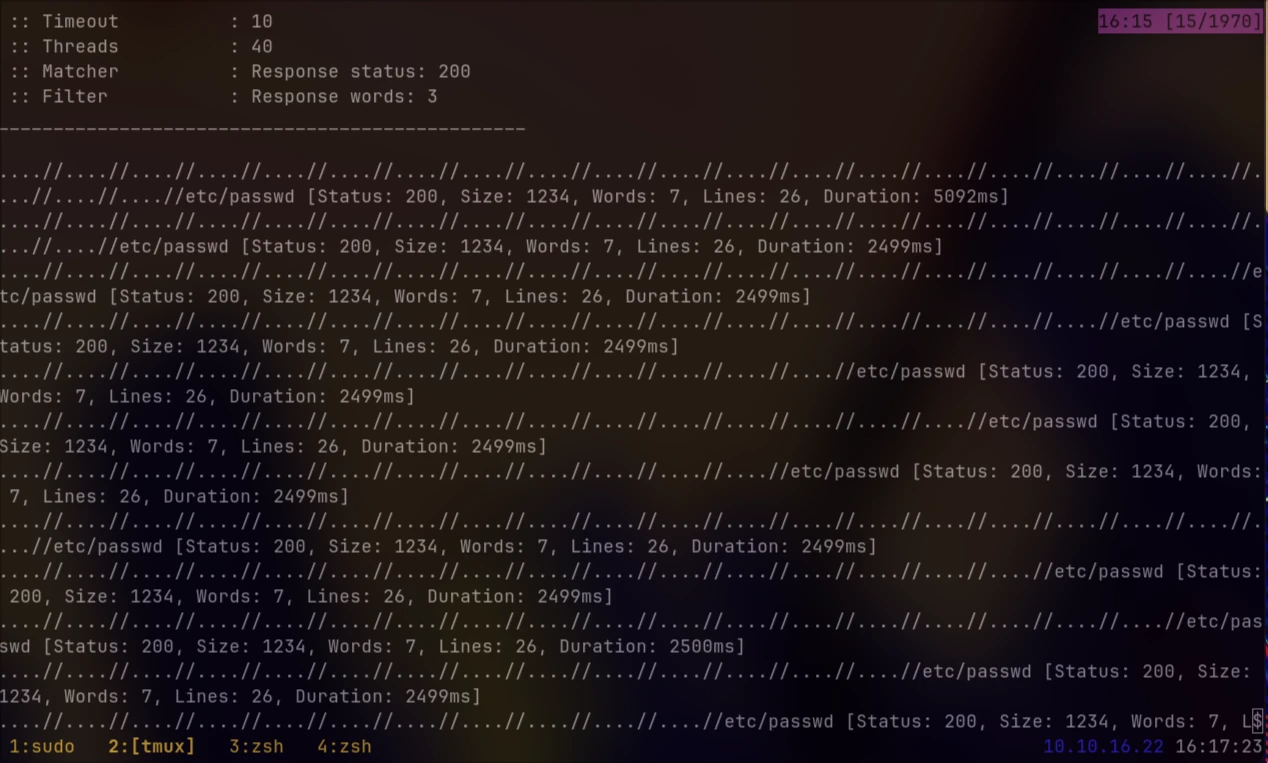 :: Timeout : 10
16:15 [15/1970]
:: Threads : 40
:: Matcher : Response status: 200
:: Filter : Response words: 3
________________________________________________
....//....//....//....//....//....//....//....//....//....//....//....//....//....//....//....//....//....//....//.
...//....//....//etc/passwd [Status: 200, Size: 1234, Words: 7, Lines: 26, Duration: 5092ms]
....//....//....//....//....//....//....//....//....//....//....//....//....//....//....//....//....//....//....//.
...//....//etc/passwd [Status: 200, Size: 1234, Words: 7, Lines: 26, Duration: 2499ms]
....//....//....//....//....//....//....//....//....//....//....//....//....//....//....//....//....//....//....//e
tc/passwd [Status: 200, Size: 1234, Words: 7, Lines: 26, Duration: 2499ms]
....//....//....//....//....//....//....//....//....//....//....//....//....//....//....//....//....//etc/passwd [S
tatus: 200, Size: 1234, Words: 7, Lines: 26, Duration: 2499ms]
....//....//....//....//....//....//....//....//....//....//....//....//....//etc/passwd [Status: 200, Size: 1234,
Words: 7, Lines: 26, Duration: 2499ms]
....//....//....//....//....//....//....//....//....//....//....//....//....//....//....//etc/passwd [Status: 200,
Size: 1234, Words: 7, Lines: 26, Duration: 2499ms]
....//....//....//....//....//....//....//....//....//....//....//....//etc/passwd [Status: 200, Size: 1234, Words:
7, Lines: 26, Duration: 2499ms]
....//....//....//....//....//....//....//....//....//....//....//....//....//....//....//....//....//....//....//.
...//etc/passwd [Status: 200, Size: 1234, Words: 7, Lines: 26, Duration: 2499ms]
....//....//....//....//....//....//....//....//....//....//....//....//....//....//....//....//etc/passwd [Status:
200, Size: 1234, Words: 7, Lines: 26, Duration: 2499ms]
....//....//....//....//....//....//....//....//....//....//....//....//....//....//....//....//....//....//etc/pas
swd [Status: 200, Size: 1234, Words: 7, Lines: 26, Duration: 2500ms]
....//....//....//....//....//....//....//....//....//....//....//....//....//....//etc/passwd [Status: 200, Size:
1234, Words: 7, Lines: 26, Duration: 2499ms]
....//....//....//....//....//....//....//....//....//....//....//etc/passwd [Status: 200, Size: 1234, Words: 7, L$
1:sudo 2:[tmux] 3:zsh 4:zsh 10.10.16.22 16:17:23